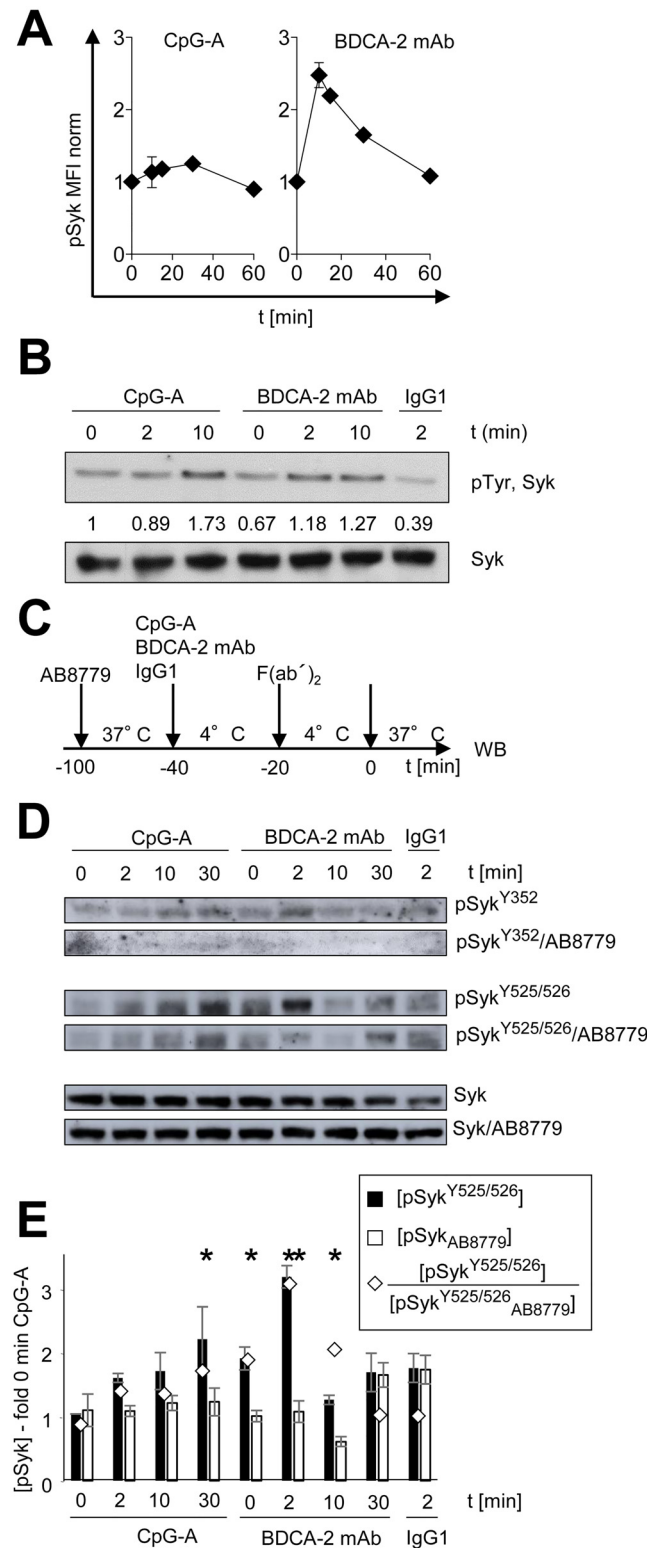 A
CpG-A
BDCA-2 mAb
3
3
2
2
1
1
0
0
0 20 40 60
0 20 40 60
pSyk MFI norm
t [min]
B
CpG-A BDCA-2 mAb IgG1
0 2 10 0 2 10 2 t (min)
pTyr, Syk
1 0.89 1.73 0.67 1.18 1.27 0.39
Syk
C
CpG-A
BDCA-2 mAb
AB8779 IgG1 F(ab´)2
37° C 4° C 4° C 37° C
WB
-100 -40 -20 0 t [min]
D
CpG-A BDCA-2 mAb IgG1
0 2 10 30 0 2 10 30 2 t [min]
pSykY352
pSykY352/AB8779
pSykY525/526
pSykY525/526/AB8779
Syk
Syk/AB8779
E
[pSykY525/526]
[pSykAB8779]
[pSykY525/526]
[pSykY525/526AB8779]
* * ** *
[pSyk] - fold 0 min CpG-A
3
2
1
0
0 2 10 30 0 2 10 30 2 t [min]
CpG-A BDCA-2 mAb IgG1